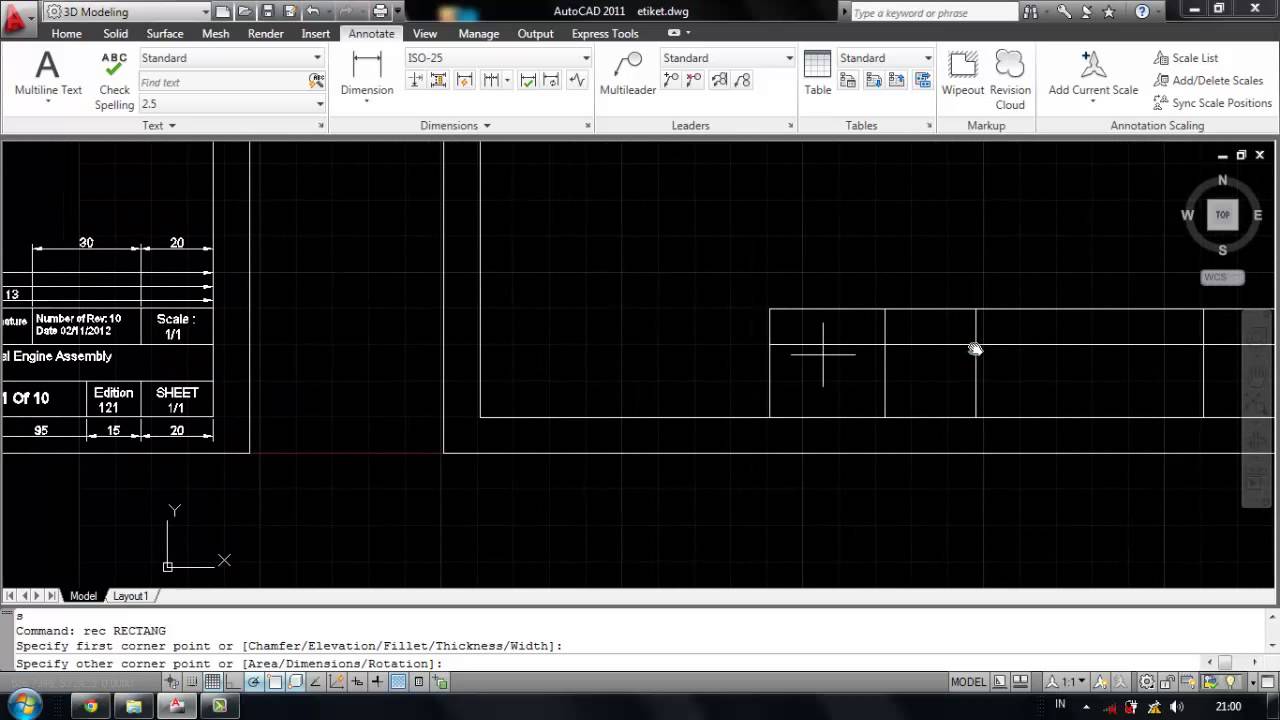 3D Modeling
AutoCAD 2011 etiket.dwg
Type a keyword or phrase
Home Solid Surface Mesh Render Insert Annotate View Manage Output Express Tools
Multiline Text
ABC
Check Spelling
Standard
Find text
ABC
2.5
Text
Dimension
ISO-25
Dimensions
Multileader
Standard
Leaders
Table
Standard
Tables
Wipeout
Revision Cloud
Markup
Add Current Scale
Scale List
Add/Delete Scales
Sync Scale Positions
Annotation Scaling
N
W TOP E
S
WCS
30 20
13
ature Number of Rev: 10 Scale :
Date 02/11/2012 1/1
el Engine Assembly
1 Of 10 Edition SHEET
121 1/1
95 15 20
Y
X
Model Layout1
s
Command: rec RECTANG
Specify first corner point or [Chamfer/Elevation/Fillet/Thickness/Width]:
Specify other corner point or [Area/Dimensions/Rotation]:
MODEL 1:1
IN 21:00